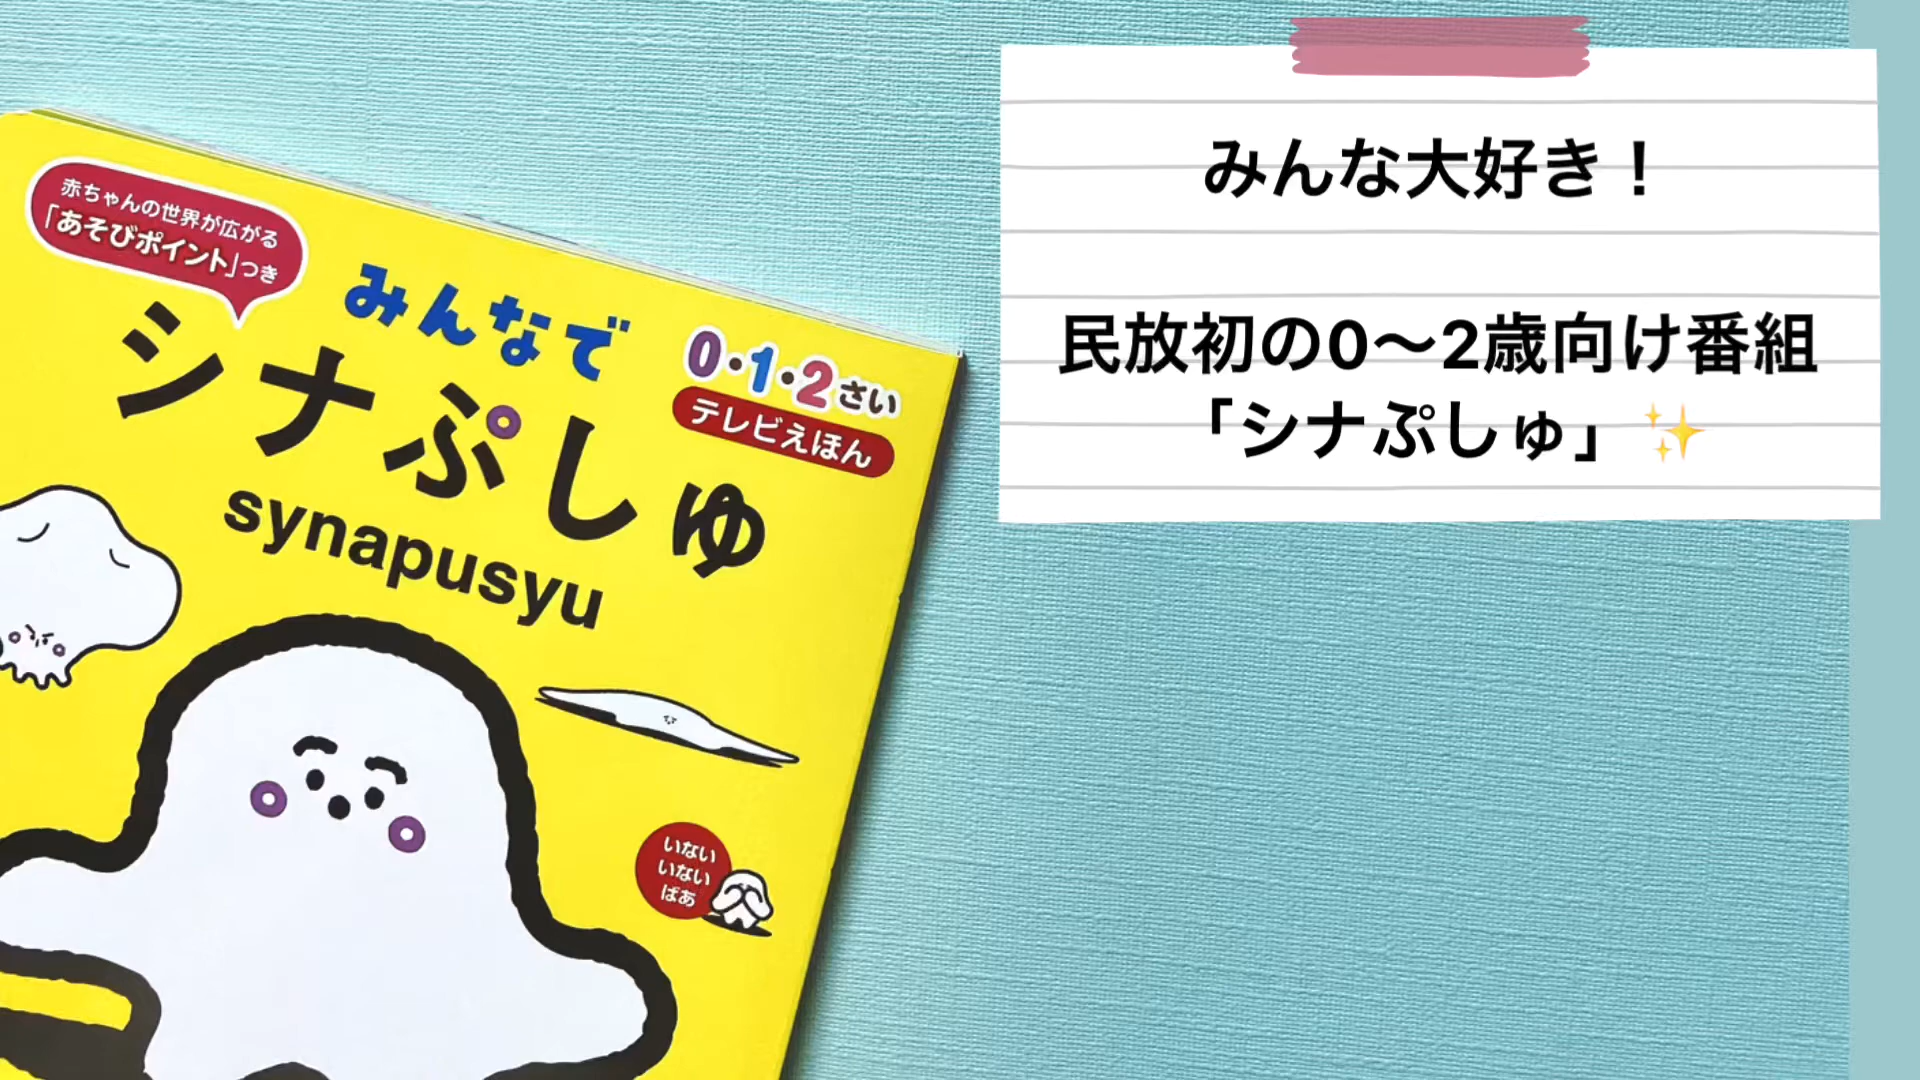 みんな大好き！
民放初の0〜2歳向け番組
「シナぷしゅ」✨
赤ちゃんの世界が広がる
「あそびポイント」つき
みんなで
シナぷしゅ
synapusyu
0・1・2さい
テレビえほん
いない
いない
ばあ